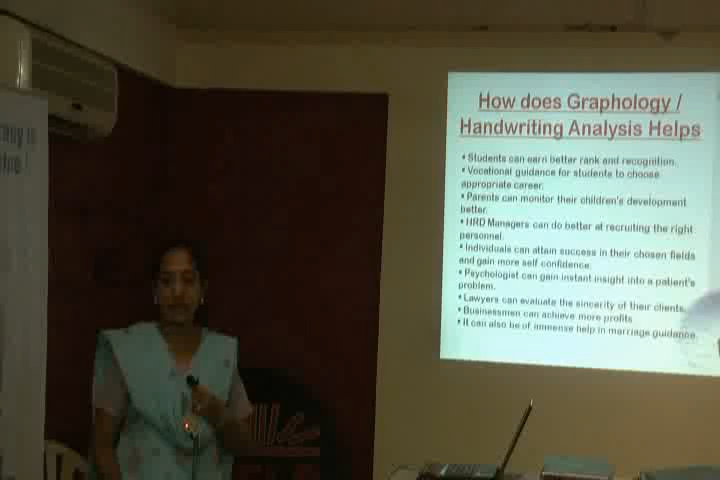 How does Graphology /
Handwriting Analysis Helps
• Students can earn better rank and recognition.
• Vocational guidance for students to choose
appropriate career.
• Parents can monitor their children's development
better.
• HRD Managers can do better at recruiting the right
personnel.
• Individuals can attain success in their chosen fields
and gain more self confidence.
• Psychologist can gain instant insight into a patient's
problem.
• Lawyers can evaluate the sincerity of their clients.
• Businessmen can achieve more profits
• It can also be of immense help in marriage guidance.